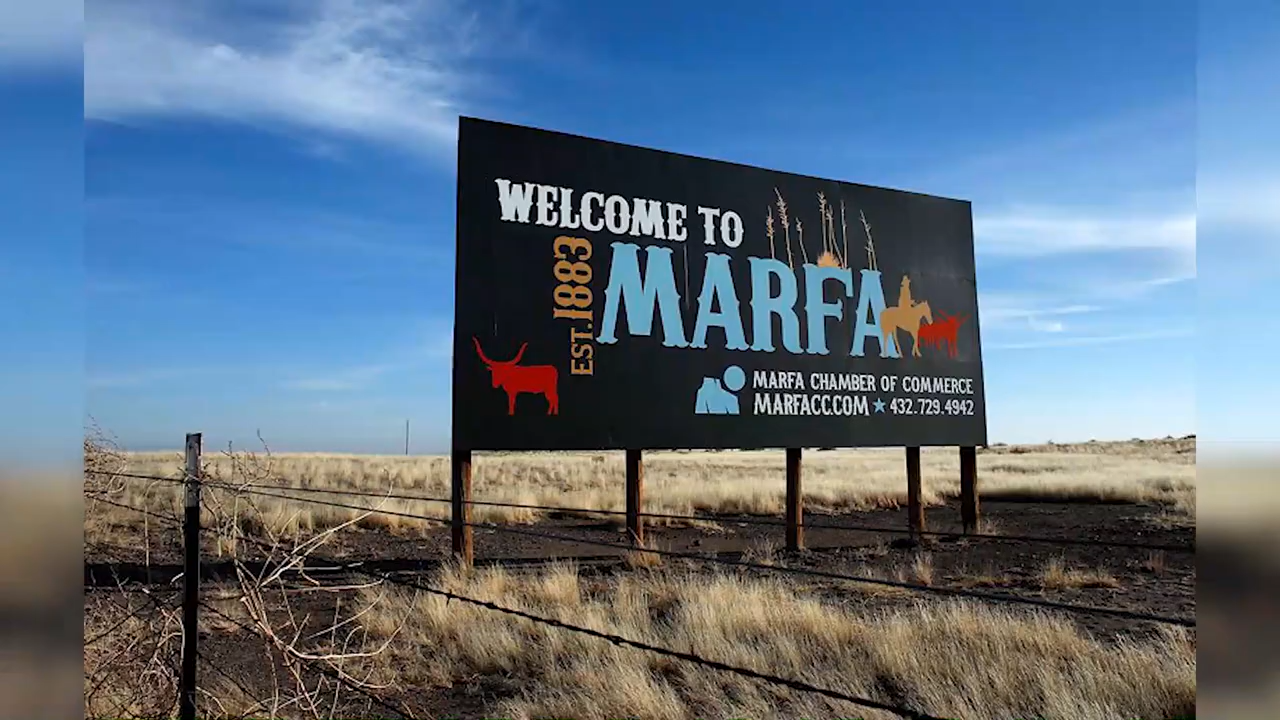 WELCOME TO
EST. 1883
MARFA
MARFA CHAMBER OF COMMERCE
MARFACC.COM ★ 432.729.4942